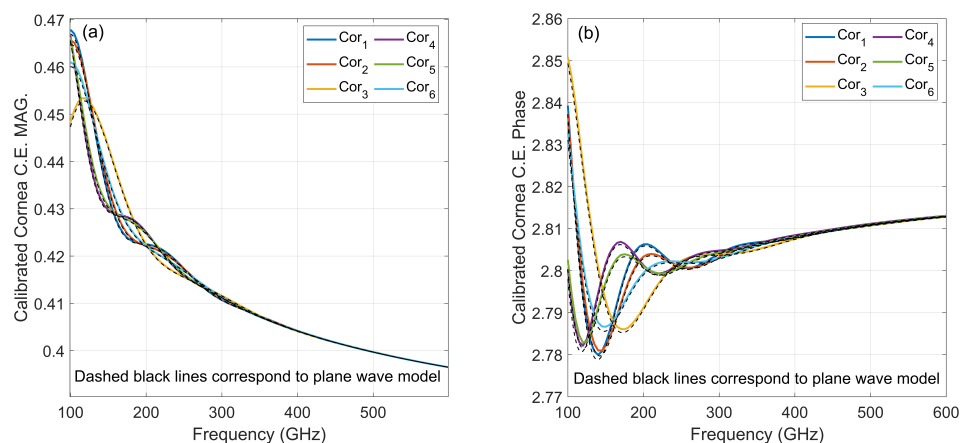 (a)
Cor1 Cor4
Cor2 Cor5
Cor3 Cor6
0.47
0.46
0.45
0.44
0.43
0.42
0.41
0.4
Calibrated Cornea C.E. MAG.
Dashed black lines correspond to plane wave model
100 200 300 400 500
Frequency (GHz)
(b)
Cor1 Cor4
Cor2 Cor5
Cor3 Cor6
2.86
2.85
2.84
2.83
2.82
2.81
2.8
2.79
2.78
2.77
Calibrated Cornea C.E. Phase
Dashed black lines correspond to plane wave model
100 200 300 400 500 600
Frequency (GHz)